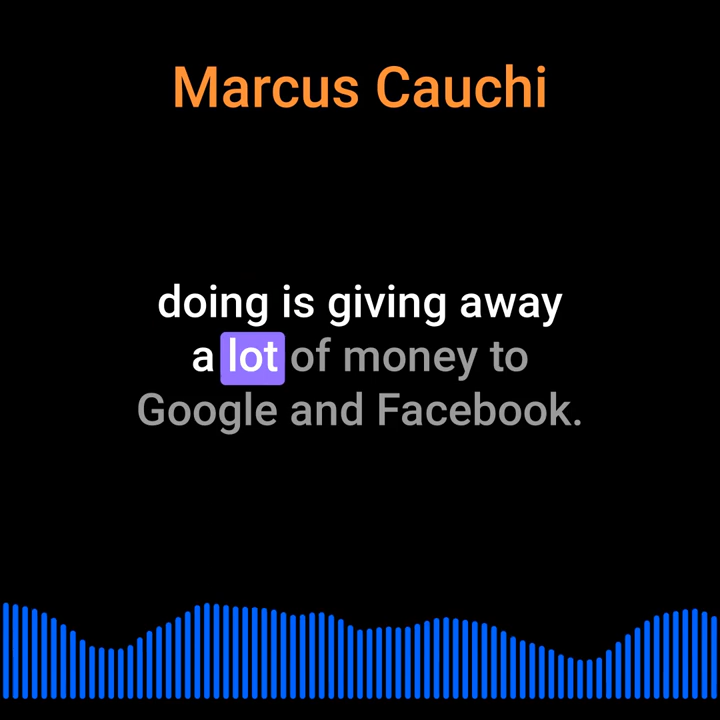 Marcus Cauchi
doing is giving away
a lot of money to
Google and Facebook.